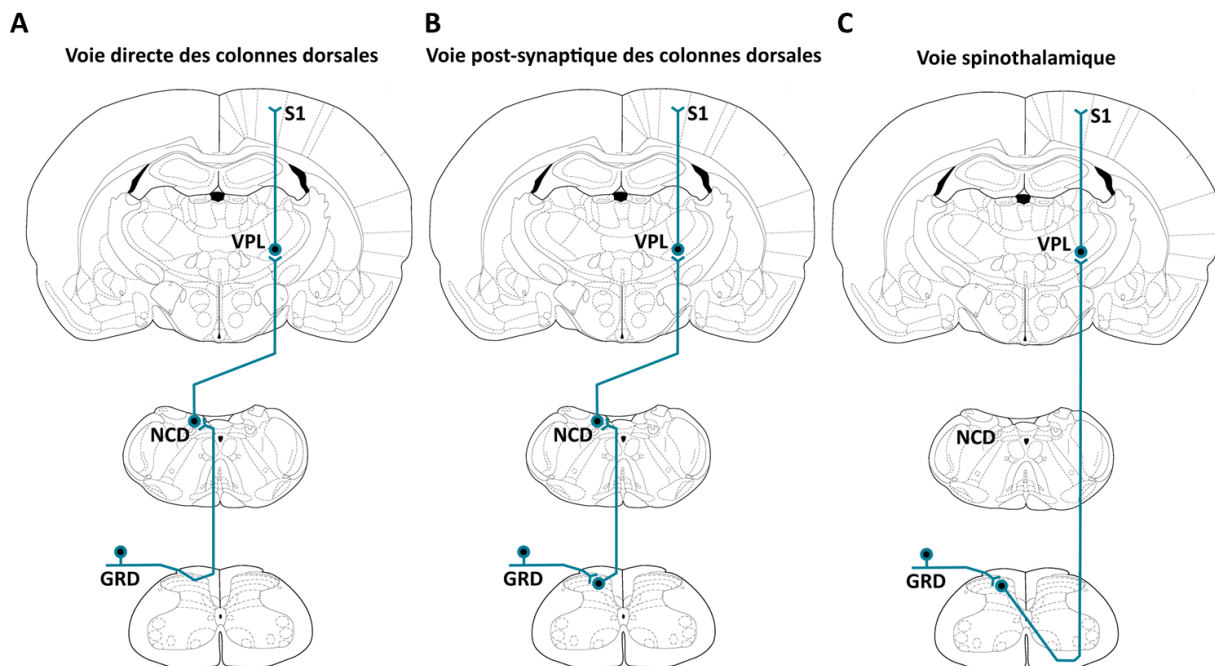 A
Voie directe des colonnes dorsales
S1
VPL
NCD
GRD
B
Voie post-synaptique des colonnes dorsales
S1
VPL
NCD
GRD
C
Voie spinothalamique
S1
VPL
NCD
GRD